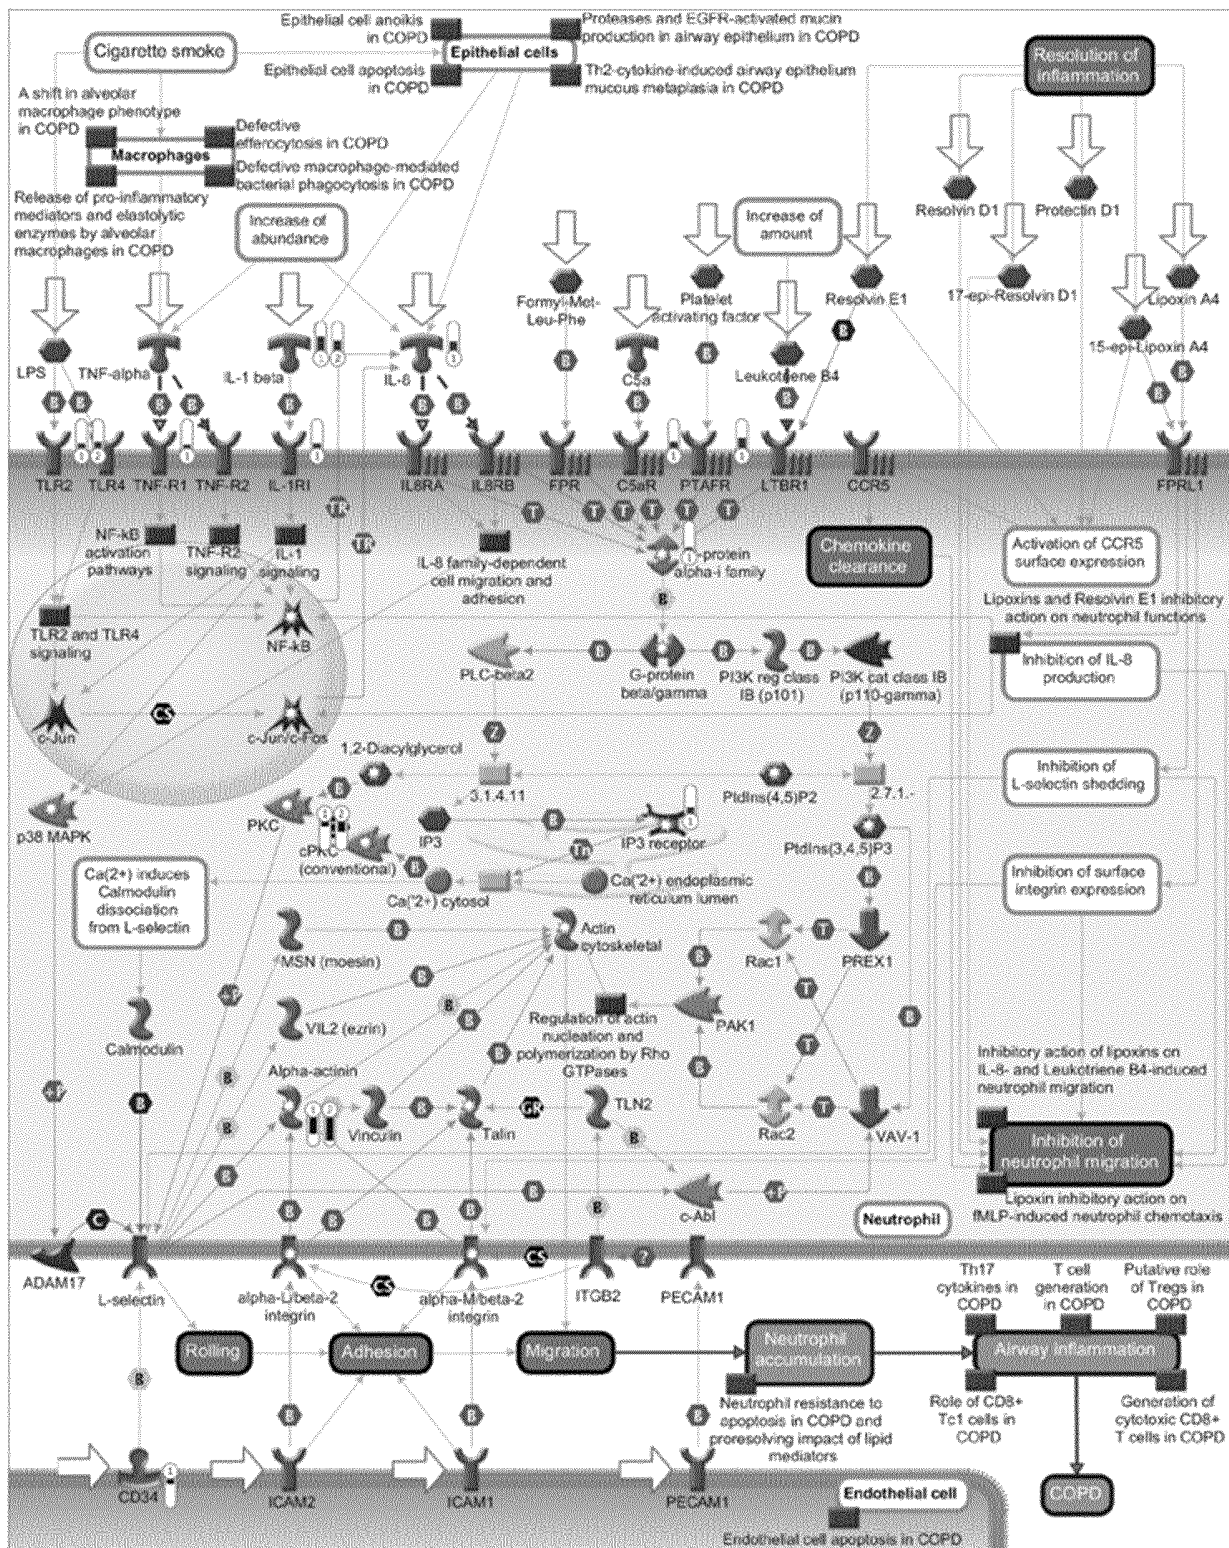 Epithelial cell anoikis
in COPD
Proteases and EGFR-activated mucin
production in airway epithelium in COPD
Cigarette smoke
Epithelial cells
Resolution of
inflammation
Epithelial cell apoptosis
in COPD
Th2-cytokine-induced airway epithelium
mucous metaplasia in COPD
A shift in alveolar
macrophage phenotype
in COPD
Defective
efferocytosis in COPD
Macrophages
Defective macrophage-mediated
bacterial phagocytosis in COPD
Release of pro-inflammatory
mediators and elastolytic
enzymes by alveolar
macrophages in COPD
Increase of
abundance
Increase of
amount
Resolvin D1
Protectin D1
Formyl-Met-
Leu-Phe
Platelet
activating factor
Resolvin E1
17-epi-Resolvin D1
Lipoxin A4
15-epi-Lipoxin A4
LPS
TNF-alpha
IL-1 beta
IL-8
C5a
Leukotriene B4
TLR2
TLR4
TNF-R1
TNF-R2
IL-1RI
IL8RA
IL8RB
FPR
C5aR
PTAFR
LTBR1
CCR5
FPRL1
NF-kB
activation
pathways
TNF-R2
signaling
IL-1
signaling
IL-8 family-dependent
cell migration and
adhesion
G-protein
alpha-i family
Chemokine
clearance
Activation of CCR5
surface expression
Lipoxins and Resolvin E1 inhibitory
action on neutrophil functions
TLR2 and TLR4
signaling
NF-kB
PLC-beta2
G-protein
beta/gamma
PI3K reg class
IB (p101)
PI3K cat class IB
(p110-gamma)
Inhibition of IL-8
production
c-Jun
c-Jun/c-Fos
1,2-Diacylglycerol
3.1.4.11
PtdIns(4,5)P2
2.7.1.-
Inhibition of
L-selectin shedding
p38 MAPK
PKC
cPKC
(conventional)
IP3
IP3 receptor
PtdIns(3,4,5)P3
Ca(2+) induces
Calmodulin
dissociation
from L-selectin
Ca('2+) cytosol
Ca('2+) endoplasmic
reticulum lumen
Inhibition of surface
integrin expression
MSN (moesin)
Actin
cytoskeletal
Rac1
PREX1
Calmodulin
VIL2 (ezrin)
Regulation of actin
nucleation and
polymerization by Rho
GTPases
PAK1
Alpha-actinin
Vinculin
Talin
TLN2
Rac2
VAV-1
Inhibitory action of lipoxins on
IL-8- and Leukotriene B4-induced
neutrophil migration
Inhibition of
neutrophil migration
c-Abl
Neutrophil
Lipoxin inhibitory action on
fMLP-induced neutrophil chemotaxis
ADAM17
L-selectin
alpha-L/beta-2
integrin
alpha-M/beta-2
integrin
ITGB2
PECAM1
Th17
cytokines in
COPD
T cell
generation
in COPD
Putative role
of Tregs in
COPD
Rolling
Adhesion
Migration
Neutrophil
accumulation
Airway inflammation
Neutrophil resistance to
apoptosis in COPD and
proresolving impact of lipid
mediators
Role of CD8+
Tc1 cells in
COPD
Generation of
cytotoxic CD8+
T cells in COPD
CD34
ICAM2
ICAM1
PECAM1
Endothelial cell
COPD
Endothelial cell apoptosis in COPD